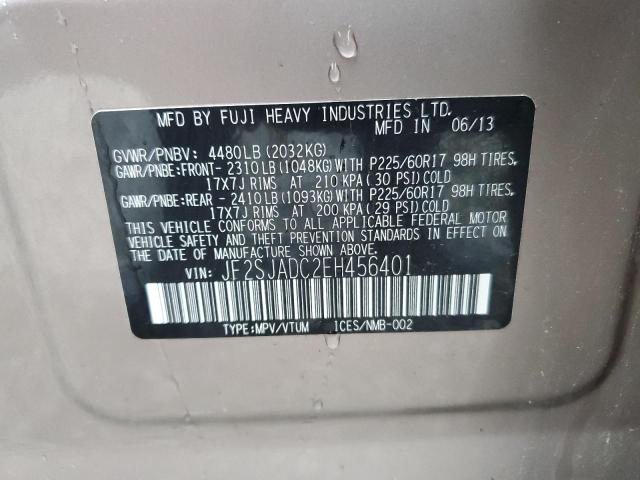 MFD BY FUJI HEAVY INDUSTRIES LTD.
MFD IN 06/13
GVWR/PNBV: 4480LB(2032KG)
GAWR/PNBE:FRONT- 2310LB(1048KG)WITH P225/60R17 98H TIRES,
17X7J RIMS AT 210 KPA(30 PSI)COLD
GAWR/PNBE:REAR - 2410LB(1093KG)WITH P225/60R17 98H TIRES,
17X7J RIMS AT 200 KPA(29 PSI)COLD
THIS VEHICLE CONFORMS TO ALL APPLICABLE FEDERAL MOTOR
VEHICLE SAFETY AND THEFT PREVENTION STANDARDS IN EFFECT ON
THE DATE OF MANUFACTURE SHOWN ABOVE.
VIN: JF2SJADC2EH456401
TYPE:MPV/VTUM ICES/NMB-002